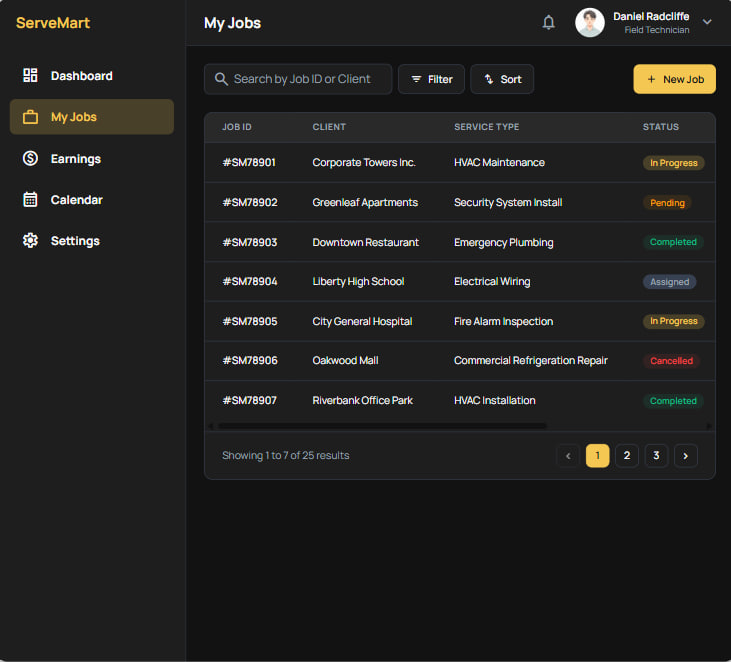 ServeMart
My Jobs
Daniel Radcliffe
Field Technician
Dashboard
My Jobs
Earnings
Calendar
Settings
Search by Job ID or Client
Filter
Sort
+ New Job
JOB ID CLIENT SERVICE TYPE STATUS
#SM78901 Corporate Towers Inc. HVAC Maintenance In Progress
#SM78902 Greenleaf Apartments Security System Install Pending
#SM78903 Downtown Restaurant Emergency Plumbing Completed
#SM78904 Liberty High School Electrical Wiring Assigned
#SM78905 City General Hospital Fire Alarm Inspection In Progress
#SM78906 Oakwood Mall Commercial Refrigeration Repair Cancelled
#SM78907 Riverbank Office Park HVAC Installation Completed
Showing 1 to 7 of 25 results
‹ 1 2 3 ›